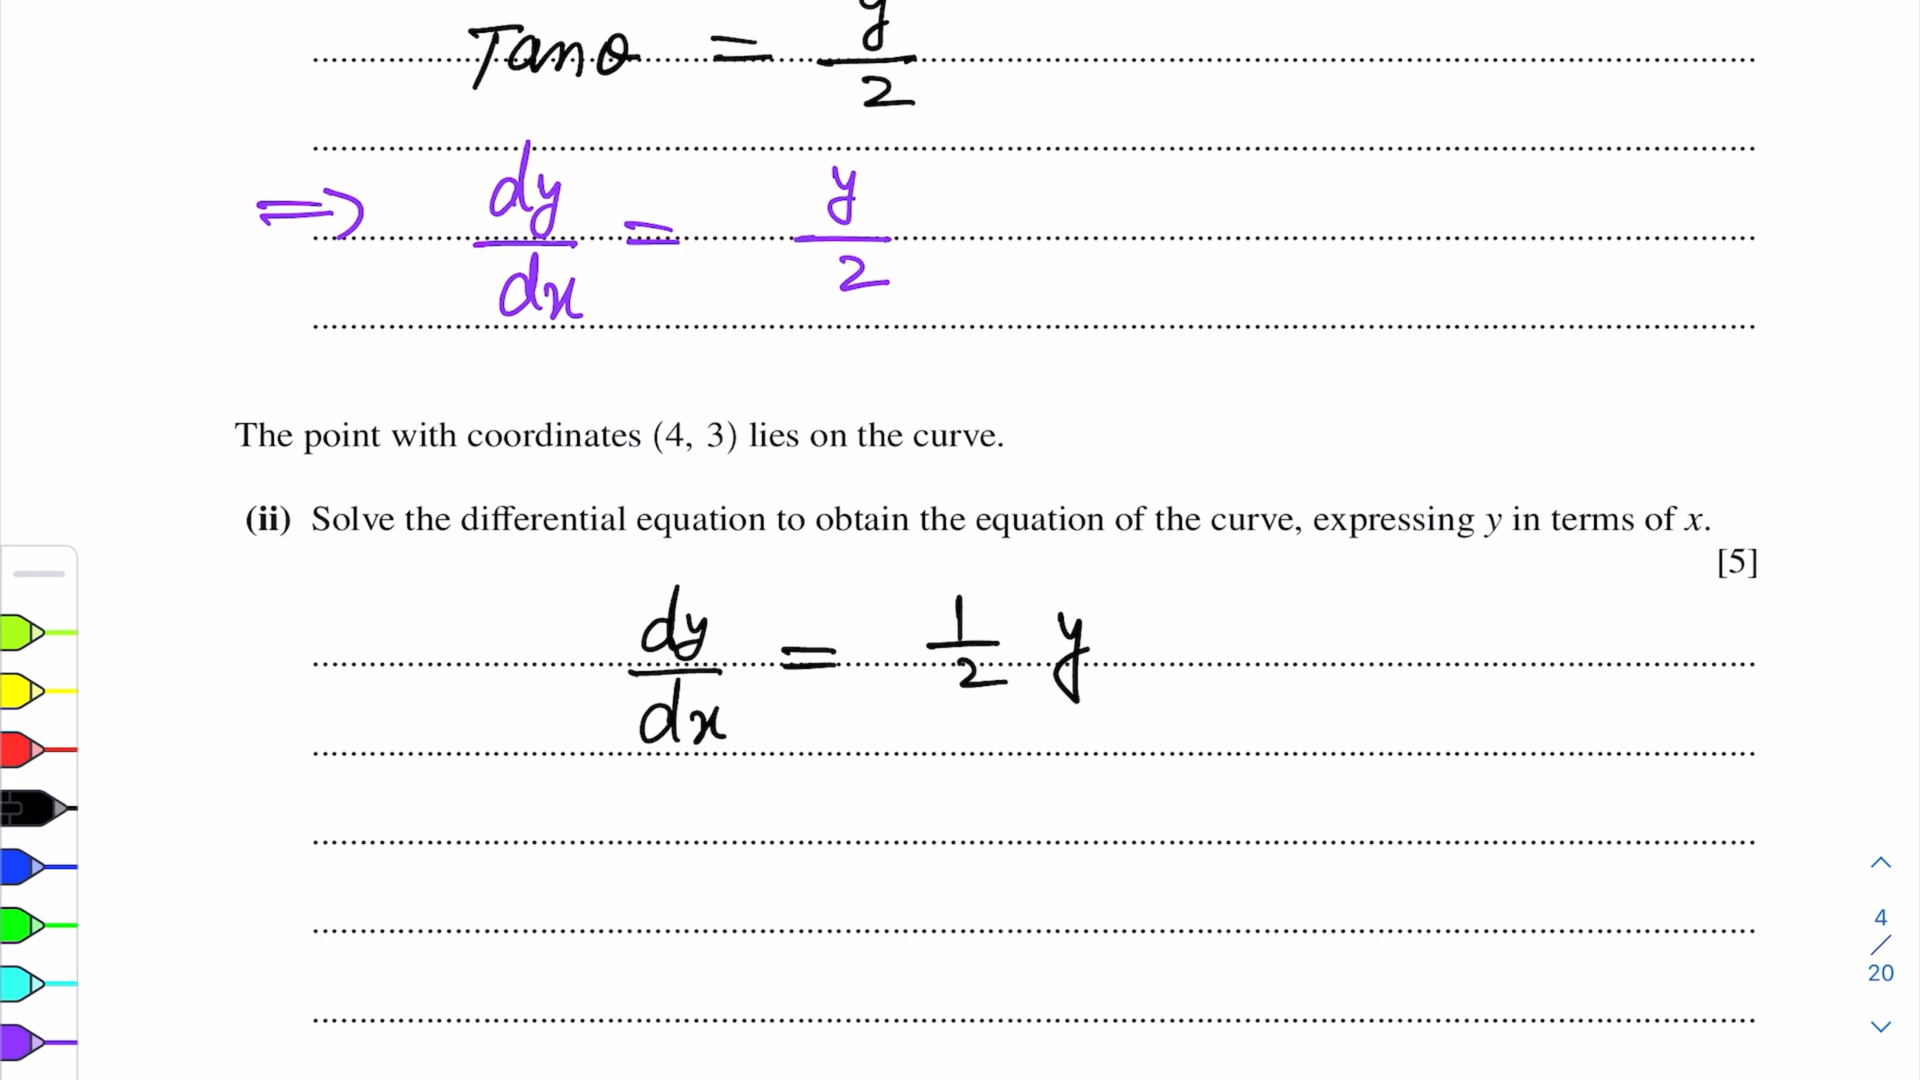 Tanθ = y/2
⇒ dy/dx = y/2
The point with coordinates (4, 3) lies on the curve.
(ii) Solve the differential equation to obtain the equation of the curve, expressing y in terms of x.
[5]
dy/dx = 1/2 y
4
/
20